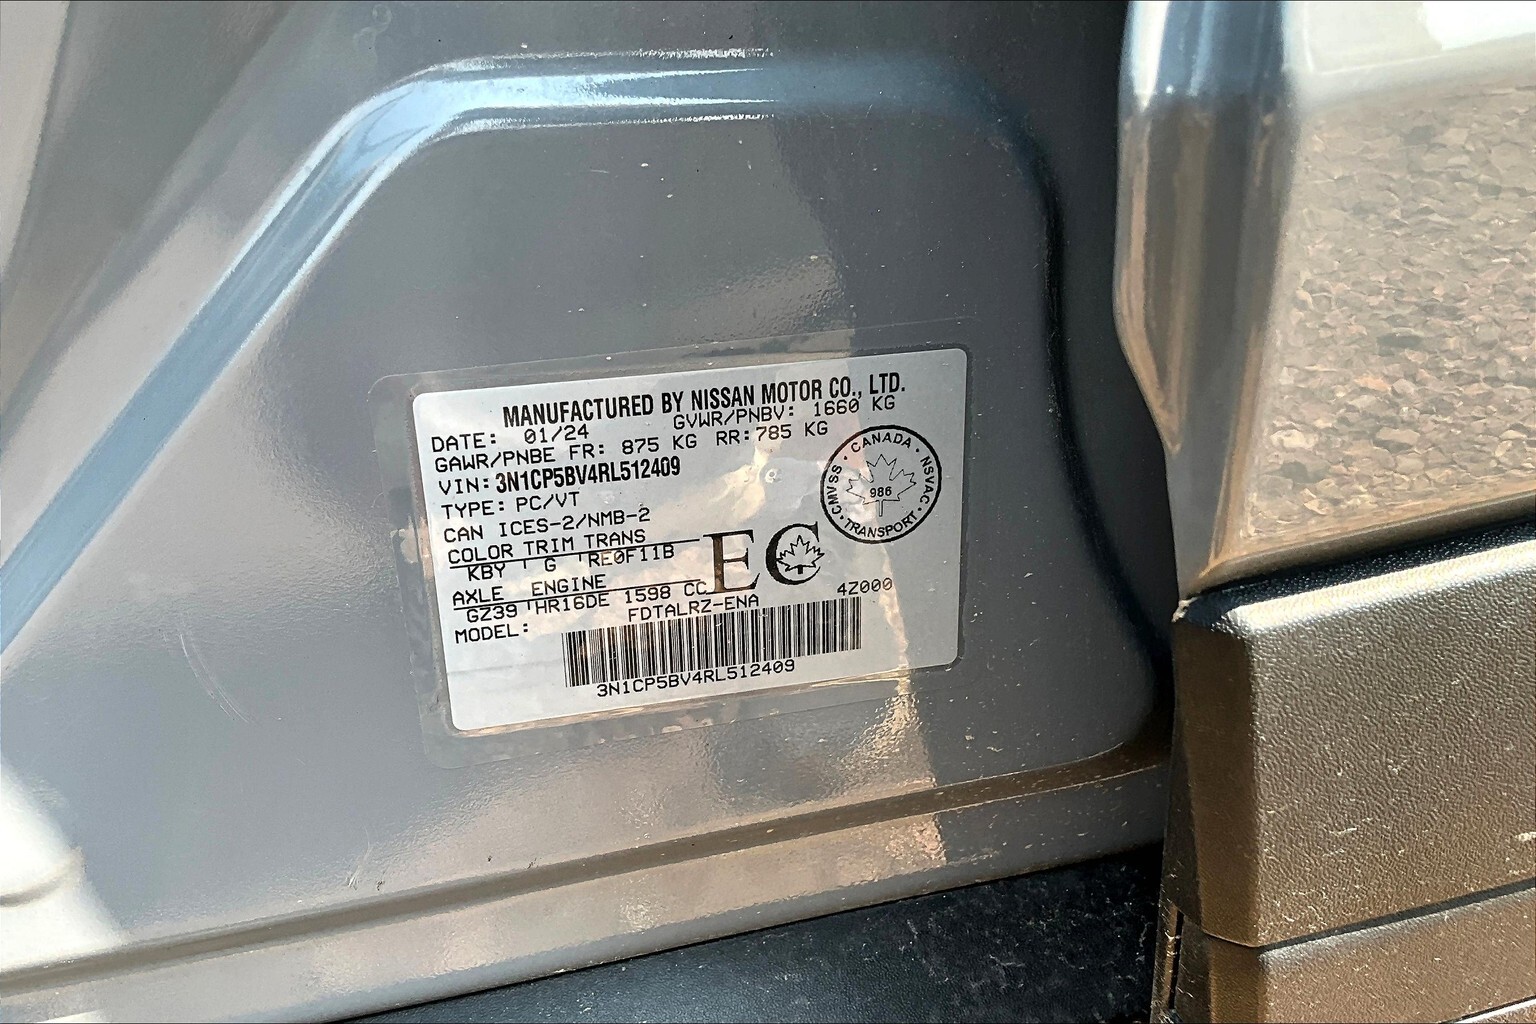 MANUFACTURED BY NISSAN MOTOR CO., LTD.
DATE: 01/24 GVWR/PNBV: 1660 KG
GAWR/PNBE FR: 875 KG RR:785 KG
VIN: 3N1CP5BV4RL512409
TYPE: PC/VT
CAN ICES-2/NMB-2
COLOR TRIM TRANS
KBY G RE0F11B
AXLE ENGINE
GZ39 HR16DE 1598 CC
MODEL: FDTALRZ-ENA 4Z000
3N1CP5BV4RL512409
EC
CANADA · NSVAC · TRANSPORT · CMVSS ·
986